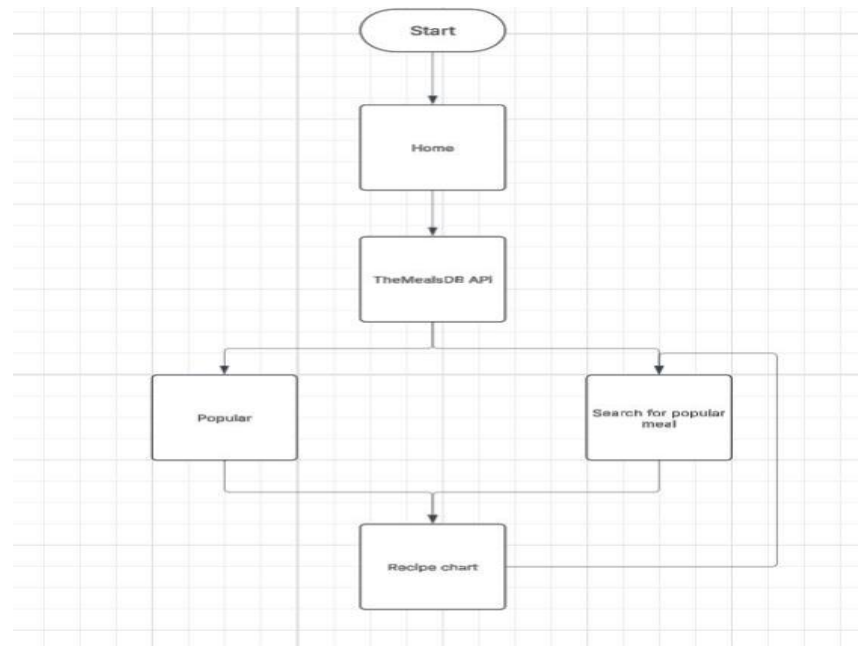 Start
Home
TheMealsDB APi
Popular
Search for popular
meal
Recipe chart